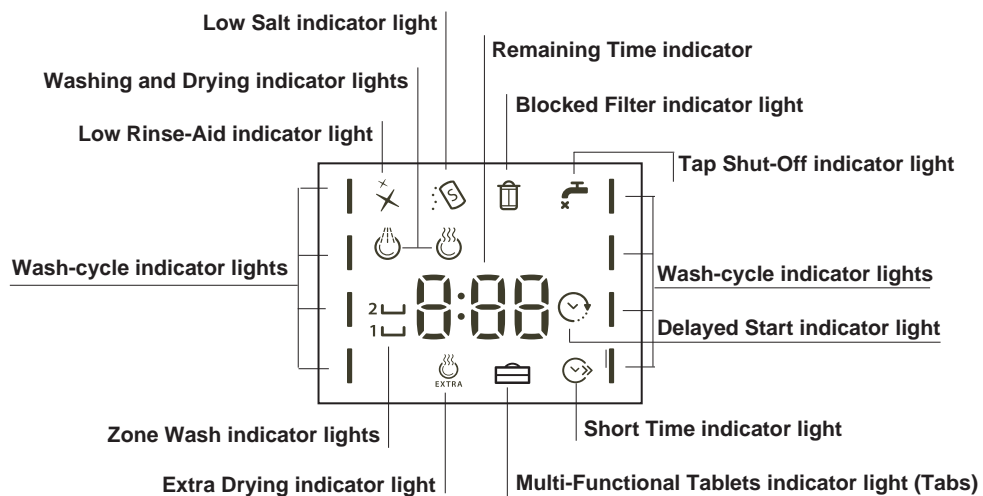 Low Salt indicator light
Remaining Time indicator
Washing and Drying indicator lights
Blocked Filter indicator light
Low Rinse-Aid indicator light
Tap Shut-Off indicator light
S
Wash-cycle indicator lights
8:88
Wash-cycle indicator lights
2
1
Delayed Start indicator light
EXTRA
Zone Wash indicator lights
Short Time indicator light
Extra Drying indicator light
Multi-Functional Tablets indicator light (Tabs)